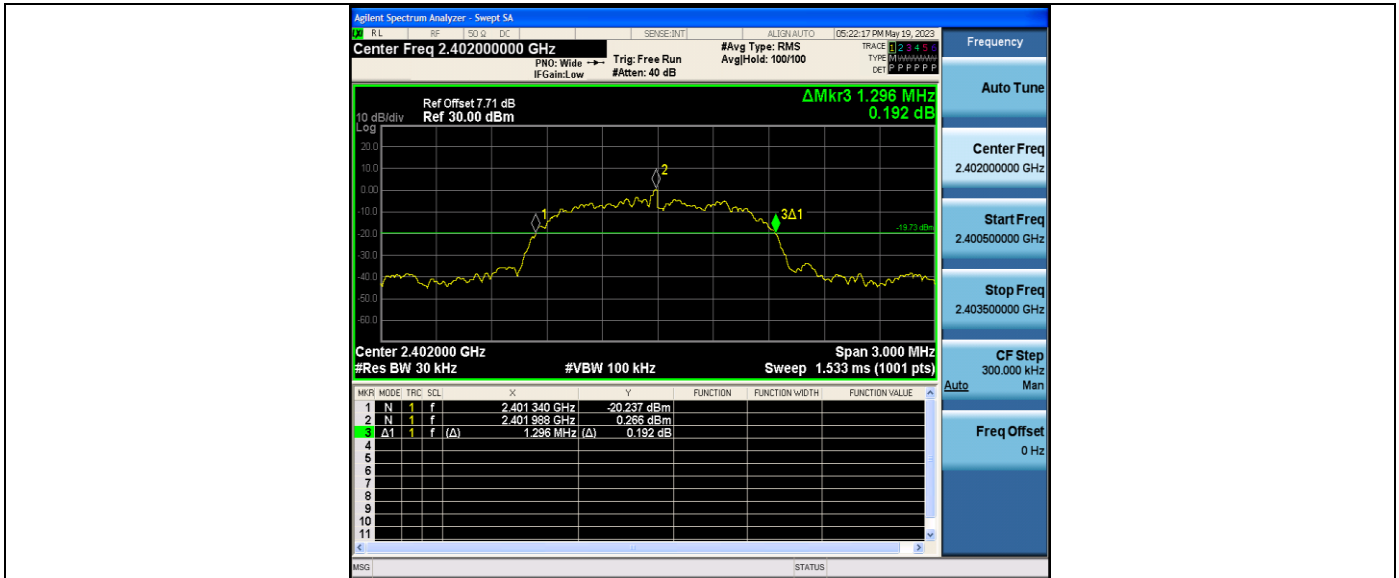 Agilent Spectrum Analyzer - Swept SA
RL RF 50 Ω DC SENSE:INT ALIGN AUTO 05:22:17 PM May 19, 2023
Center Freq 2.402000000 GHz
PNO: Wide
IFGain:Low
Trig: Free Run
#Atten: 40 dB
#Avg Type: RMS
Avg|Hold: 100/100
TRACE 1 2 3 4 5 6
TYPE M
DET P P P P P P
Frequency
Auto Tune
Center Freq
2.402000000 GHz
Start Freq
2.400500000 GHz
Stop Freq
2.403500000 GHz
CF Step
300.000 kHz
Auto Man
Freq Offset
0 Hz
ΔMkr3 1.296 MHz
0.192 dB
Ref Offset 7.71 dB
10 dB/div Ref 30.00 dBm
Log
20.0
10.0
0.00
-10.0
-20.0
-30.0
-40.0
-50.0
-60.0
1
2
3Δ1
-19.73 dBm
Center 2.402000 GHz Span 3.000 MHz
#Res BW 30 kHz #VBW 100 kHz Sweep 1.533 ms (1001 pts)
MKR MODE TRC SCL X Y FUNCTION FUNCTION WIDTH FUNCTION VALUE
1 N 1 f 2.401 340 GHz -20.237 dBm
2 N 1 f 2.401 988 GHz 0.266 dBm
3 Δ1 1 f (Δ) 1.296 MHz (Δ) 0.192 dB
4
5
6
7
8
9
10
11
MSG STATUS